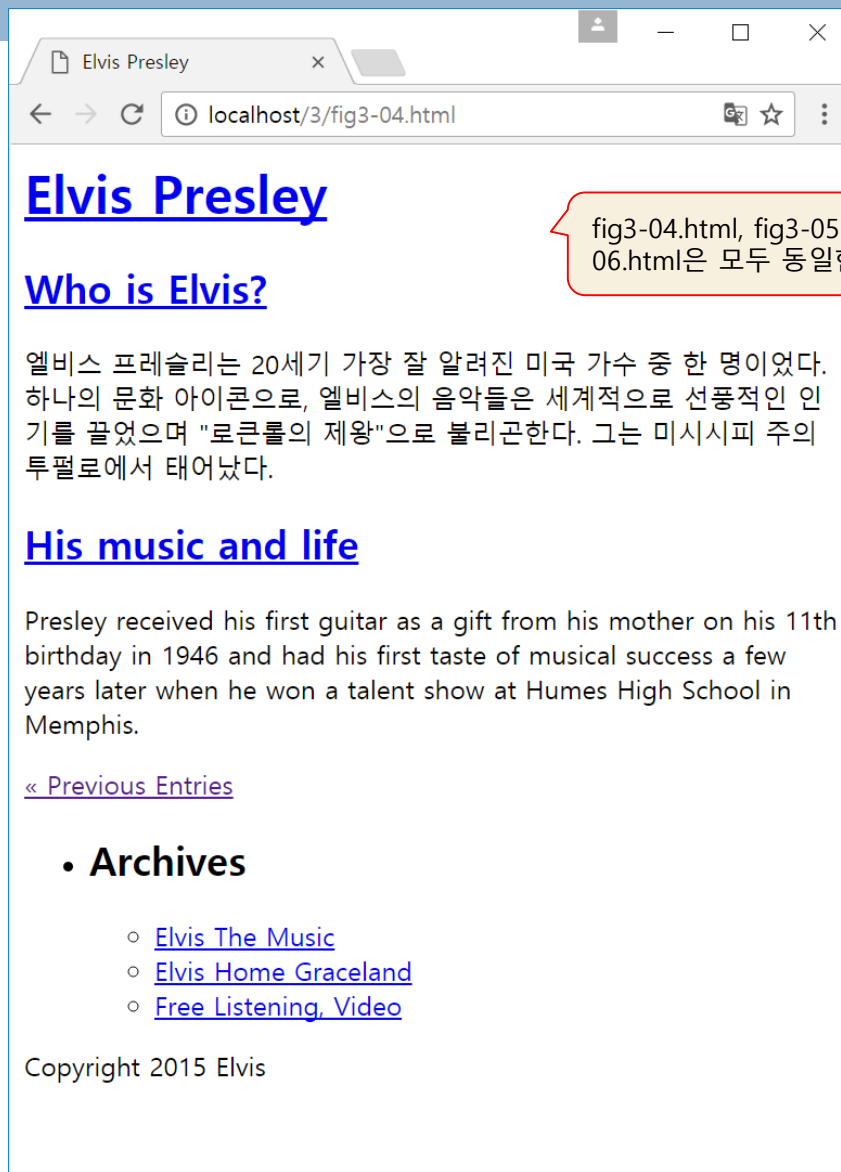 Elvis Presley
localhost/3/fig3-04.html
Elvis Presley
fig3-04.html, fig3-05
06.html은 모두 동일한
Who is Elvis?
엘비스 프레슬리는 20세기 가장 잘 알려진 미국 가수 중 한 명이었다.
하나의 문화 아이콘으로, 엘비스의 음악들은 세계적으로 선풍적인 인
기를 끌었으며 "로큰롤의 제왕"으로 불리곤한다. 그는 미시시피 주의
투펄로에서 태어났다.
His music and life
Presley received his first guitar as a gift from his mother on his 11th
birthday in 1946 and had his first taste of musical success a few
years later when he won a talent show at Humes High School in
Memphis.
« Previous Entries
• Archives
◦ Elvis The Music
◦ Elvis Home Graceland
◦ Free Listening, Video
Copyright 2015 Elvis